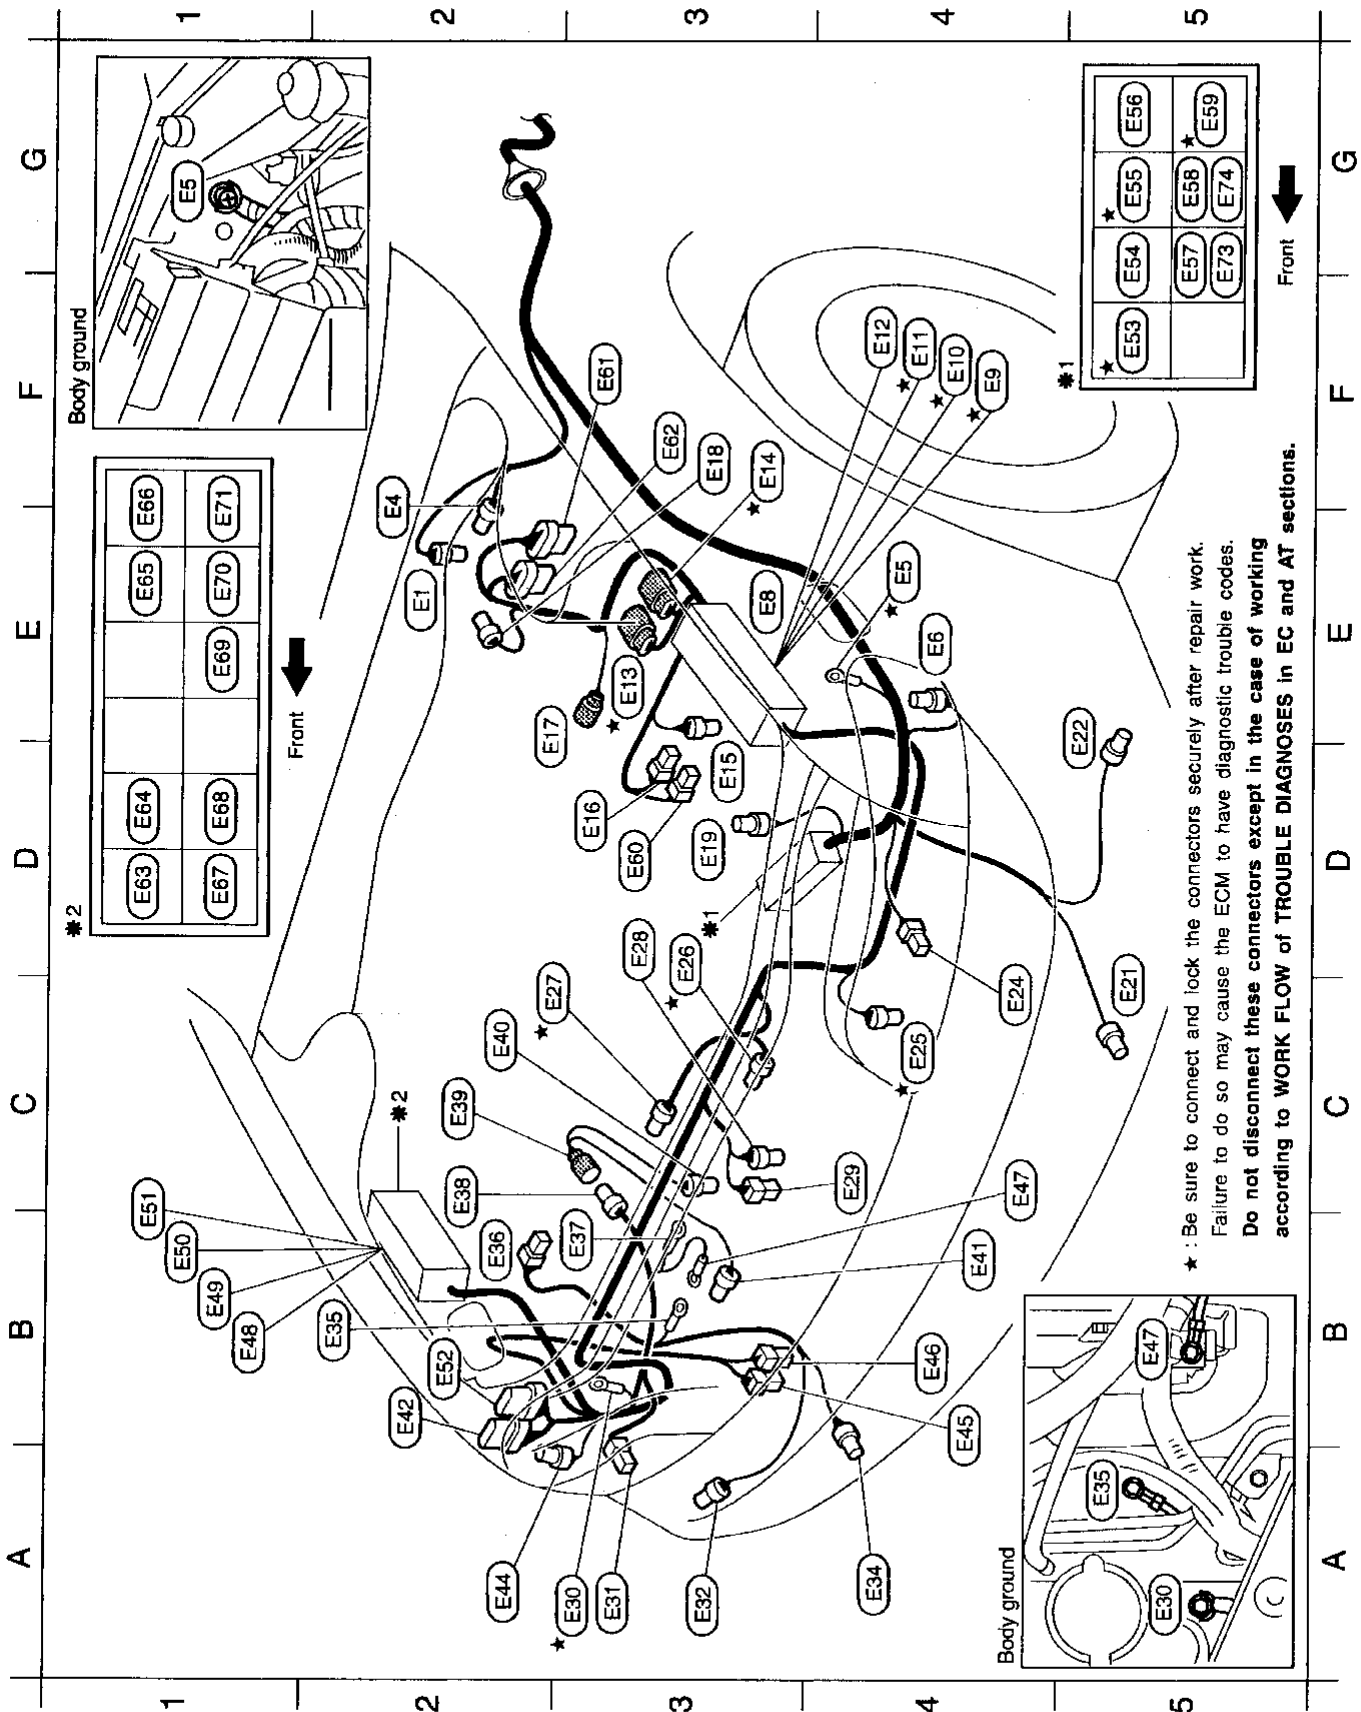 A
B
C
D
E
F
G
1
2
3
4
5
✱2
E63
E64
E65
E66
E67
E68
E69
E70
E71
Front
Body ground
E5
E51
E50
E49
E48
✱2
E35
E52
E42
E36
E38
E39
E40
★
E27
E28
★
E26
✱1
E37
E1
E4
E61
E62
E18
★
E14
E17
★
E13
E16
E60
E15
E19
E8
E12
★
E11
★
E10
★
E9
★
E5
E6
E22
E21
E24
★
E25
E29
E47
E41
E46
E45
E44
★
E30
E31
E32
E34
✱1
★
E53
E54
★
E55
E56
E57
E58
★
E59
E73
E74
Front
Body ground
E30
E35
E47
★ : Be sure to connect and lock the connectors securely after repair work.
Failure to do so may cause the ECM to have diagnostic trouble codes.
Do not disconnect these connectors except in the case of working
according to WORK FLOW of TROUBLE DIAGNOSES in EC and AT sections.
A
B
C
D
E
F
G
1
2
3
4
5